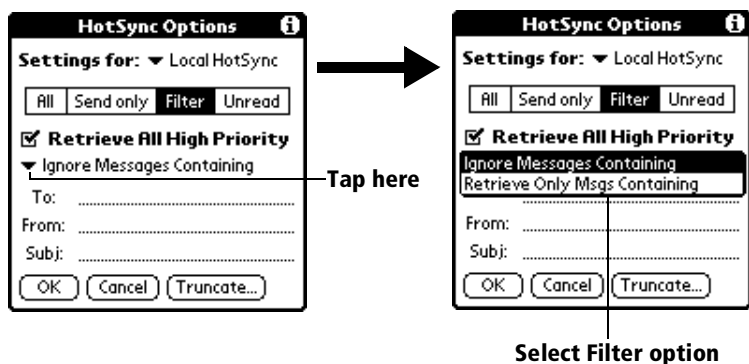 HotSync Options
Settings for: Local HotSync
All Send only Filter Unread
Retrieve All High Priority
Ignore Messages Containing
To:
From:
Subj:
OK Cancel Truncate...
Tap here
HotSync Options
Settings for: Local HotSync
All Send only Filter Unread
Retrieve All High Priority
Ignore Messages Containing
Retrieve Only Msgs Containing
From:
Subj:
OK Cancel Truncate...
Select Filter option